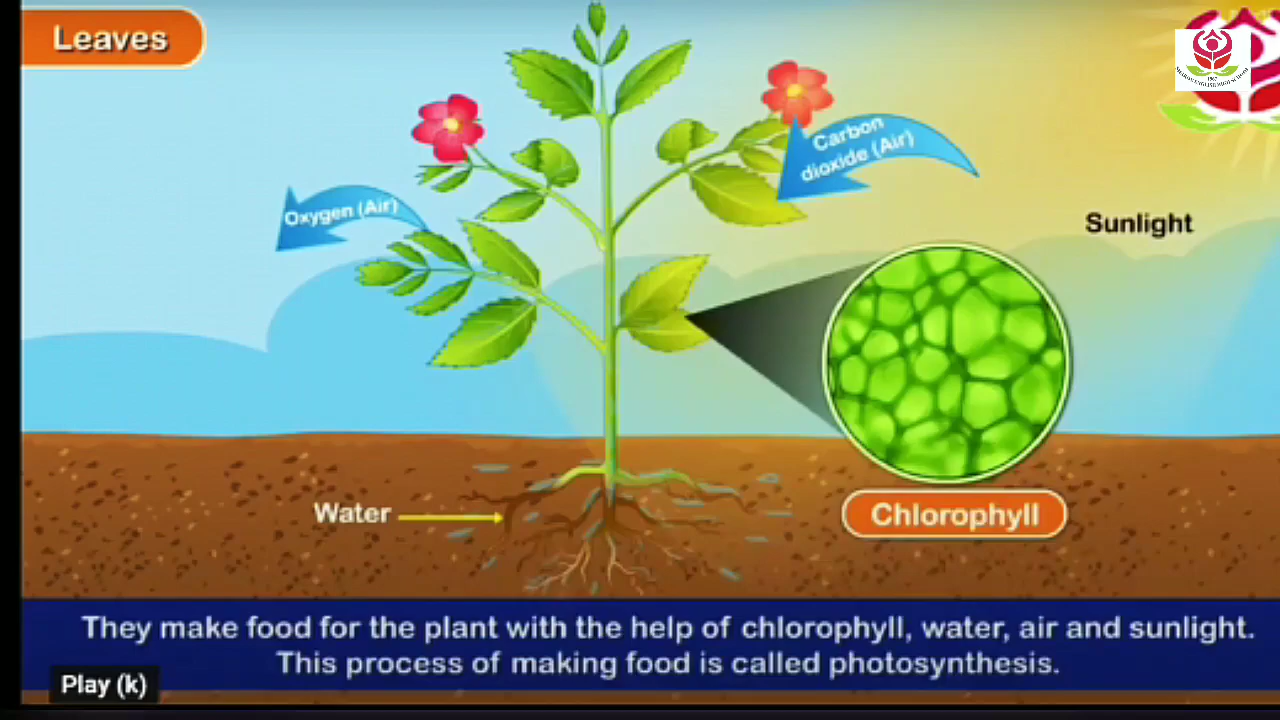 Leaves
Carbon
dioxide (Air)
Oxygen (Air)
Sunlight
Water
Chlorophyll
They make food for the plant with the help of chlorophyll, water, air and sunlight.
This process of making food is called photosynthesis.
Play (k)